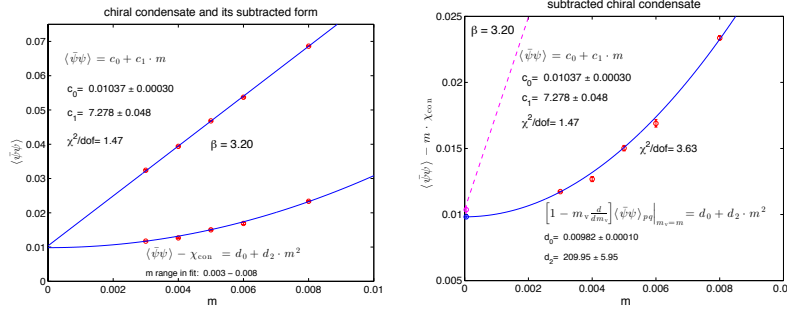 chiral condensate and its subtracted form
0.07
0.06
0.05
0.04
0.03
0.02
0.01
0
⟨ψ̄ψ⟩
⟨ψ̄ψ⟩ = c₀ + c₁ · m
c₀= 0.01037 ± 0.00030
c₁= 7.278 ± 0.048
χ²/dof= 1.47
β = 3.20
⟨ψ̄ψ⟩ − χcon = d₀ + d₂ · m²
m range in fit: 0.003 − 0.008
0 0.002 0.004 0.006 0.008 0.01
m
subtracted chiral condensate
0.025
0.02
0.015
0.01
0.005
⟨ψ̄ψ⟩ − m · χcon
β = 3.20
⟨ψ̄ψ⟩ = c₀ + c₁ · m
c₀= 0.01037 ± 0.00030
c₁= 7.278 ± 0.048
χ²/dof= 1.47
χ²/dof= 3.63
[1 − mᵥ d/dmᵥ]⟨ψ̄ψ⟩pq|mᵥ=m = d₀ + d₂ · m²
d₀= 0.00982 ± 0.00010
d₂= 209.95 ± 5.95
0 0.002 0.004 0.006 0.008 0.0
m